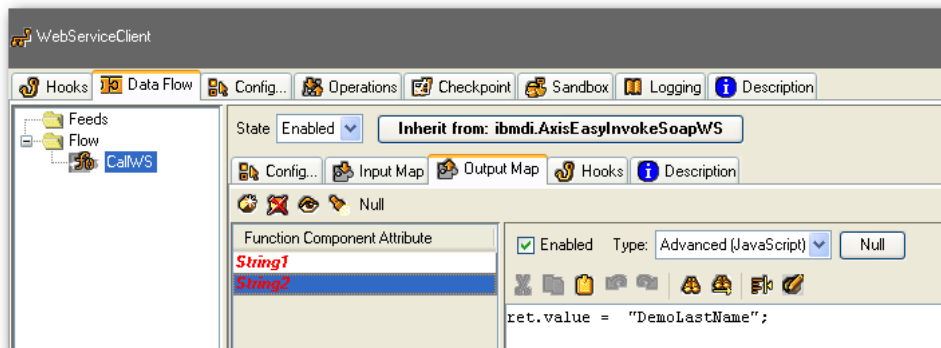 WebServiceClient
Hooks Data Flow Config... Operations Checkpoint Sandbox Logging Description
Feeds
Flow
CallWS
State Enabled Inherit from: ibmdi.AxisEasyInvokeSoapWS
Config... Input Map Output Map Hooks Description
Null
Function Component Attribute
String1
String2
Enabled Type: Advanced (JavaScript) Null
ret.value = "DemoLastName";